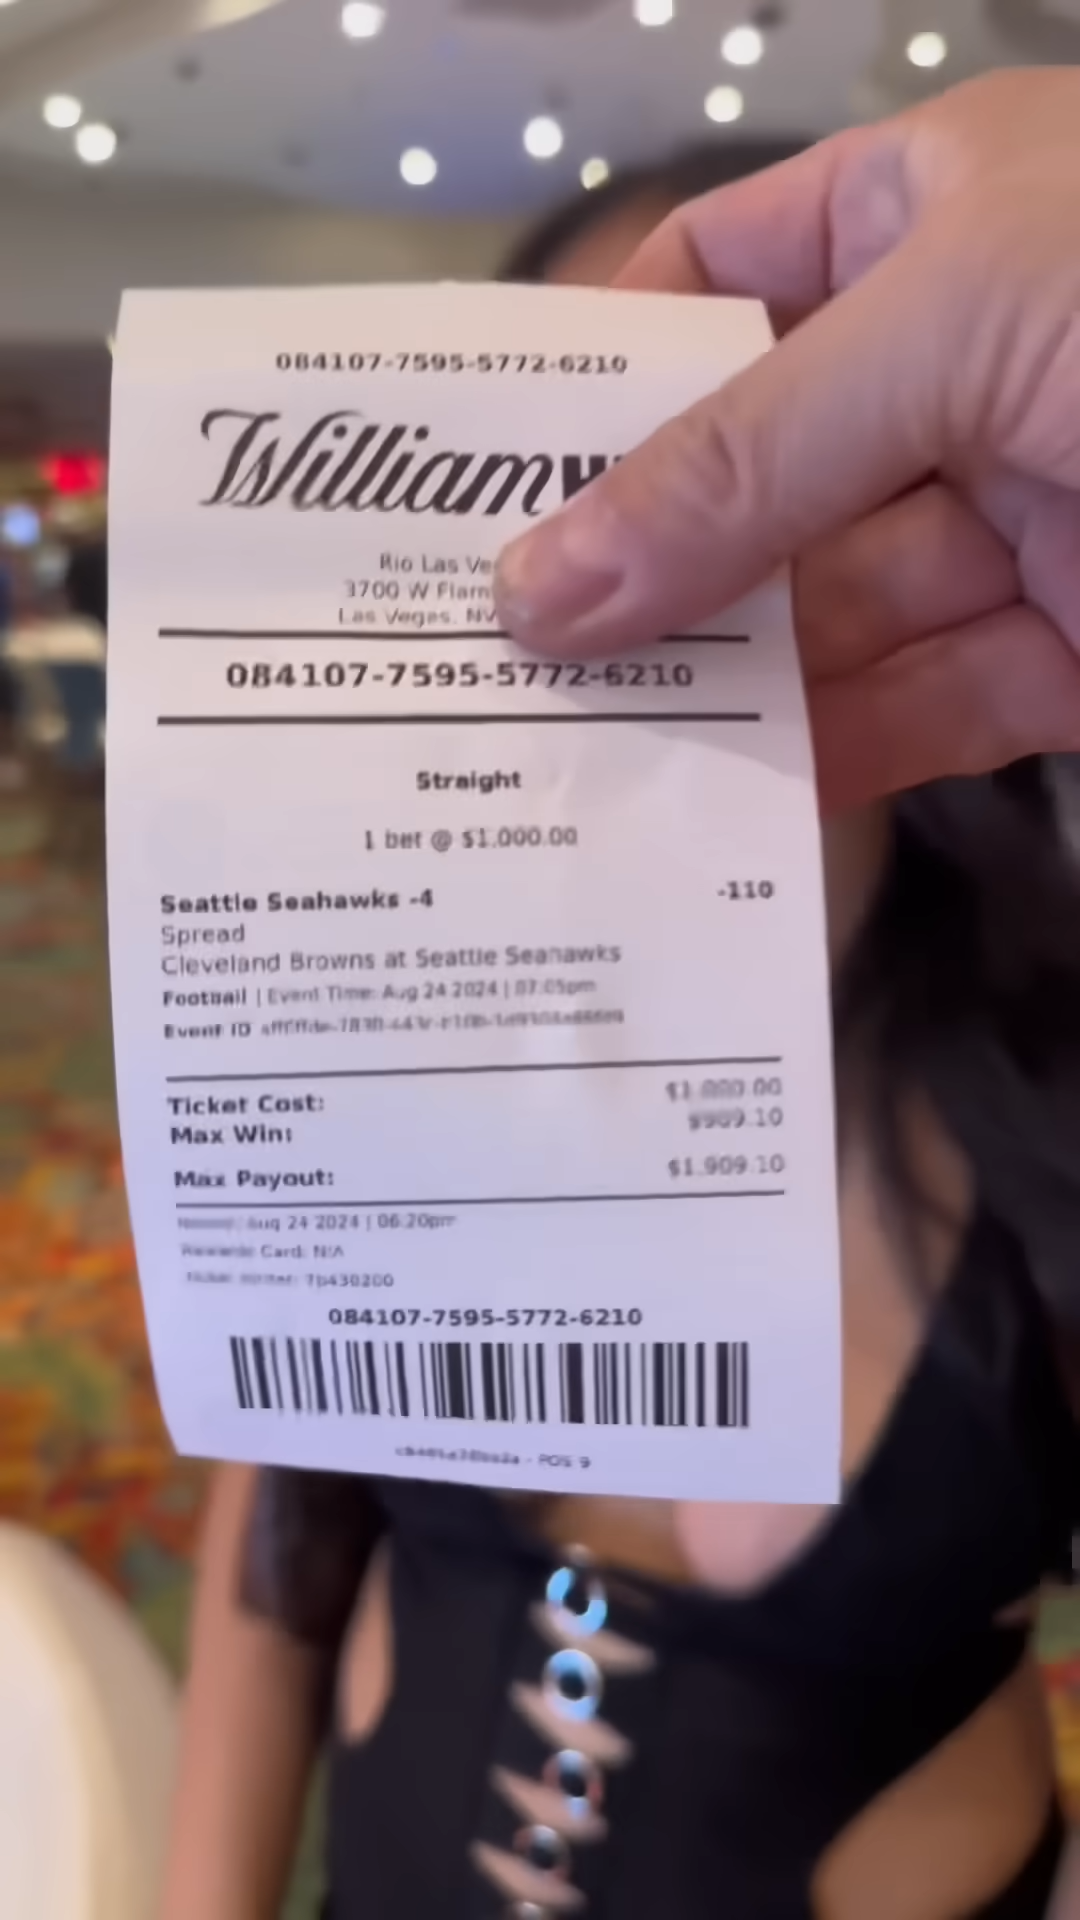 084107-7595-5772-6210
William
Rio Las Ve
3700 W Flam
Las Vegas, NV
084107-7595-5772-6210
Straight
1 bet @ $1,000.00
Seattle Seahawks -4 -110
Spread
Cleveland Browns at Seattle Seahawks
Football | Event Time: Aug 24 2024 | 07:05pm
Event ID
Ticket Cost: $1,000.00
Max Win: $909.10
Max Payout: $1,909.10
Aug 24 2024 | 06:20pm
Rewards Card: N/A
7b430200
084107-7595-5772-6210
- POS 9